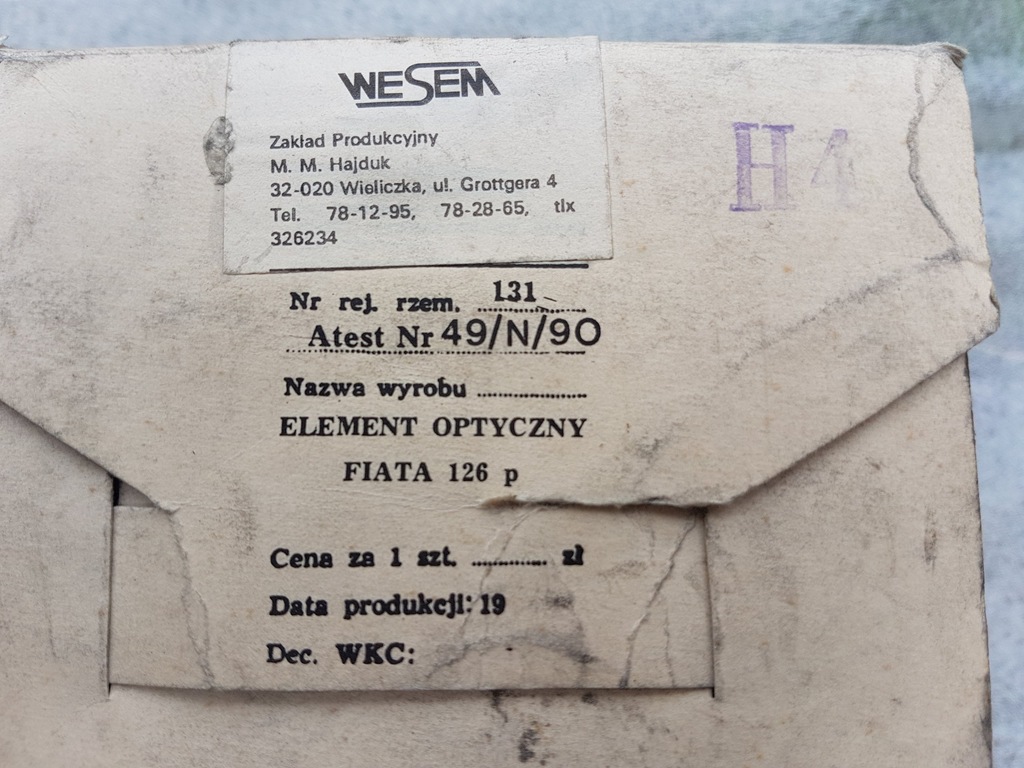 WESEM
Zakład Produkcyjny
M. M. Hajduk
32-020 Wieliczka, ul. Grottgera 4
Tel. 78-12-95, 78-28-65, tlx
326234
H4
Nr rej. rzem. 131
Atest Nr 49/N/90
Nazwa wyrobu ....................
ELEMENT OPTYCZNY
FIATA 126 p
Cena za 1 szt. .............. zł
Data produkcji: 19
Dec. WKC: